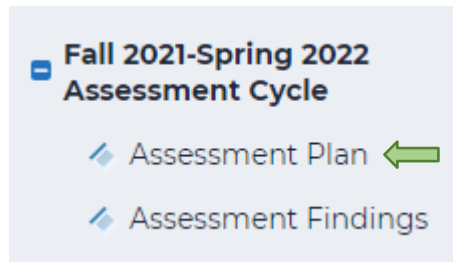 Fall 2021-Spring 2022
Assessment Cycle
Assessment Plan
Assessment Findings